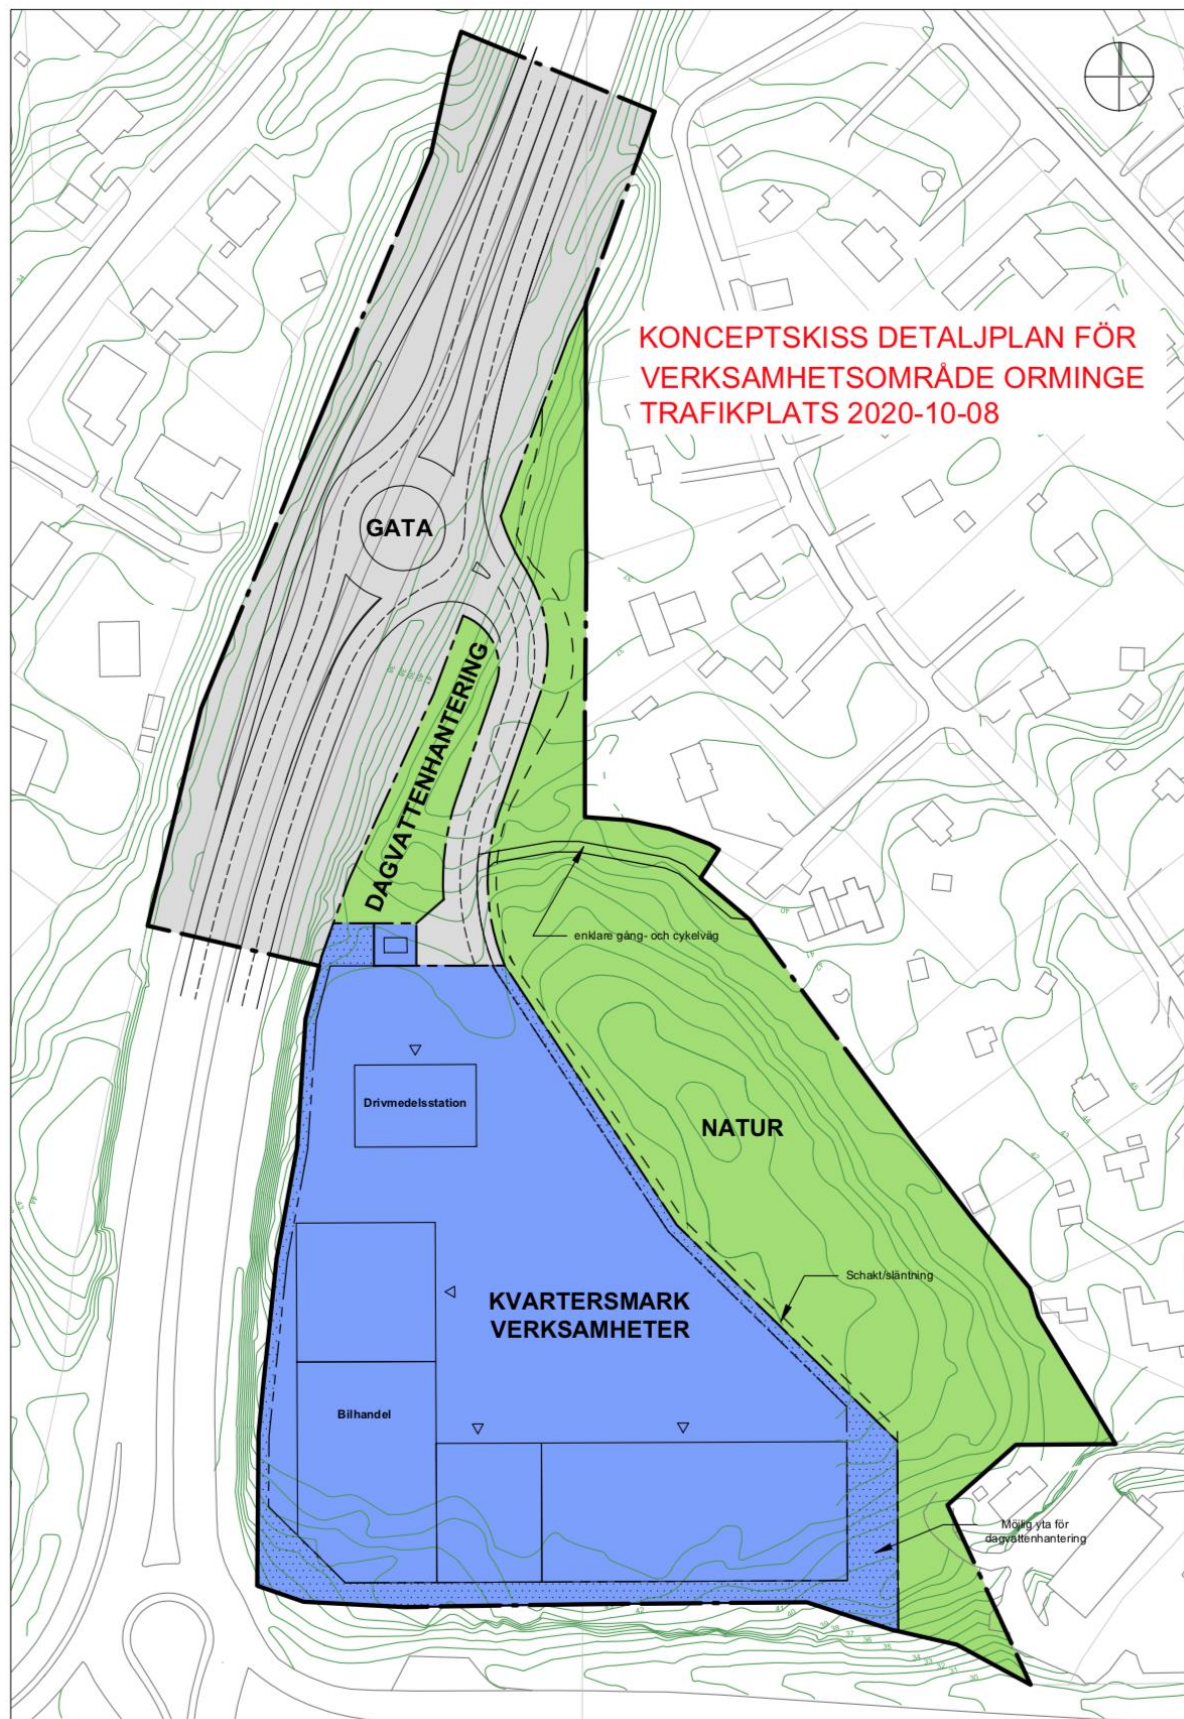 KONCEPTSKISS DETALJPLAN FÖR
VERKSAMHETSOMRÅDE ORMINGE
TRAFIKPLATS 2020-10-08
GATA
DAGVATTENHANTERING
enklare gång- och cykelväg
Drivmedelsstation
NATUR
Schakt/släntning
KVARTERSMARK
VERKSAMHETER
Bilhandel
Möjlig yta för
dagvattenhantering